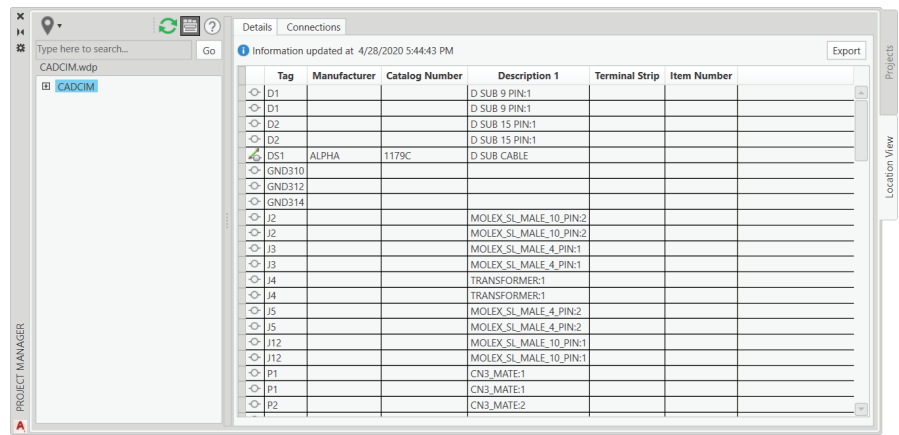 Type here to search...
Go
CADCIM.wdp
CADCIM
Details Connections
Information updated at 4/28/2020 5:44:43 PM
Export
Tag Manufacturer Catalog Number Description 1 Terminal Strip Item Number
D1 D SUB 9 PIN:1
D1 D SUB 9 PIN:1
D2 D SUB 15 PIN:1
D2 D SUB 15 PIN:1
DS1 ALPHA 1179C D SUB CABLE
GND310
GND312
GND314
J2 MOLEX_SL_MALE_10_PIN:2
J2 MOLEX_SL_MALE_10_PIN:2
J3 MOLEX_SL_MALE_4_PIN:1
J3 MOLEX_SL_MALE_4_PIN:1
J4 TRANSFORMER:1
J4 TRANSFORMER:1
J5 MOLEX_SL_MALE_4_PIN:2
J5 MOLEX_SL_MALE_4_PIN:2
J12 MOLEX_SL_MALE_10_PIN:1
J12 MOLEX_SL_MALE_10_PIN:1
P1 CN3_MATE:1
P1 CN3_MATE:1
P2 CN3_MATE:2
Projects
Location View
PROJECT MANAGER